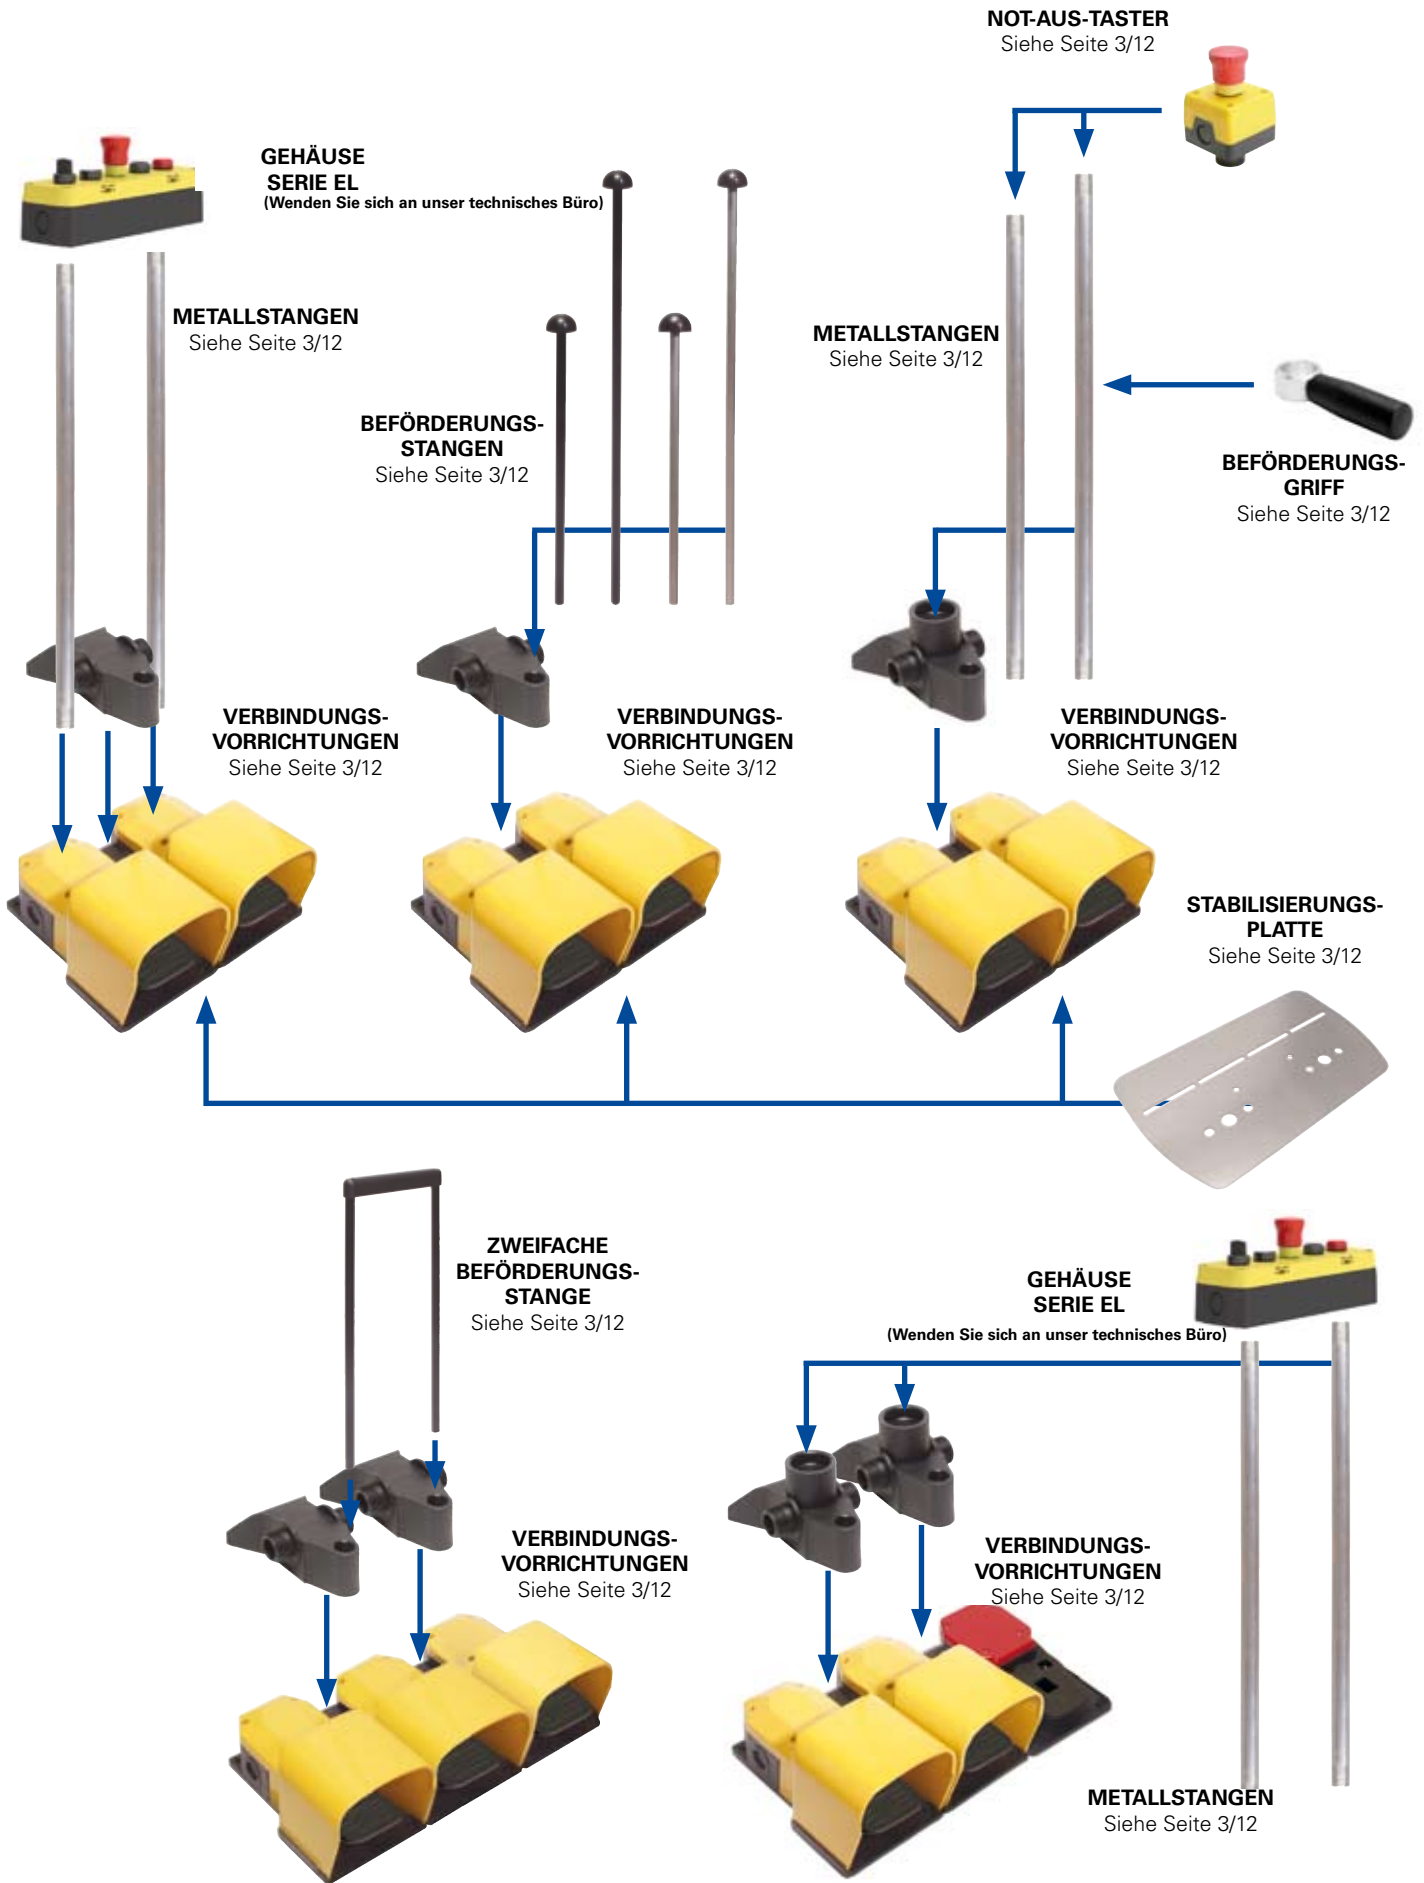 NOT-AUS-TASTER
Siehe Seite 3/12
GEHÄUSE
SERIE EL
(Wenden Sie sich an unser technisches Büro)
METALLSTANGEN
Siehe Seite 3/12
METALLSTANGEN
Siehe Seite 3/12
BEFÖRDERUNGS-
STANGEN
Siehe Seite 3/12
BEFÖRDERUNGS-
GRIFF
Siehe Seite 3/12
VERBINDUNGS-
VORRICHTUNGEN
Siehe Seite 3/12
VERBINDUNGS-
VORRICHTUNGEN
Siehe Seite 3/12
VERBINDUNGS-
VORRICHTUNGEN
Siehe Seite 3/12
STABILISIERUNGS-
PLATTE
Siehe Seite 3/12
ZWEIFACHE
BEFÖRDERUNGS-
STANGE
Siehe Seite 3/12
GEHÄUSE
SERIE EL
(Wenden Sie sich an unser technisches Büro)
VERBINDUNGS-
VORRICHTUNGEN
Siehe Seite 3/12
VERBINDUNGS-
VORRICHTUNGEN
Siehe Seite 3/12
METALLSTANGEN
Siehe Seite 3/12